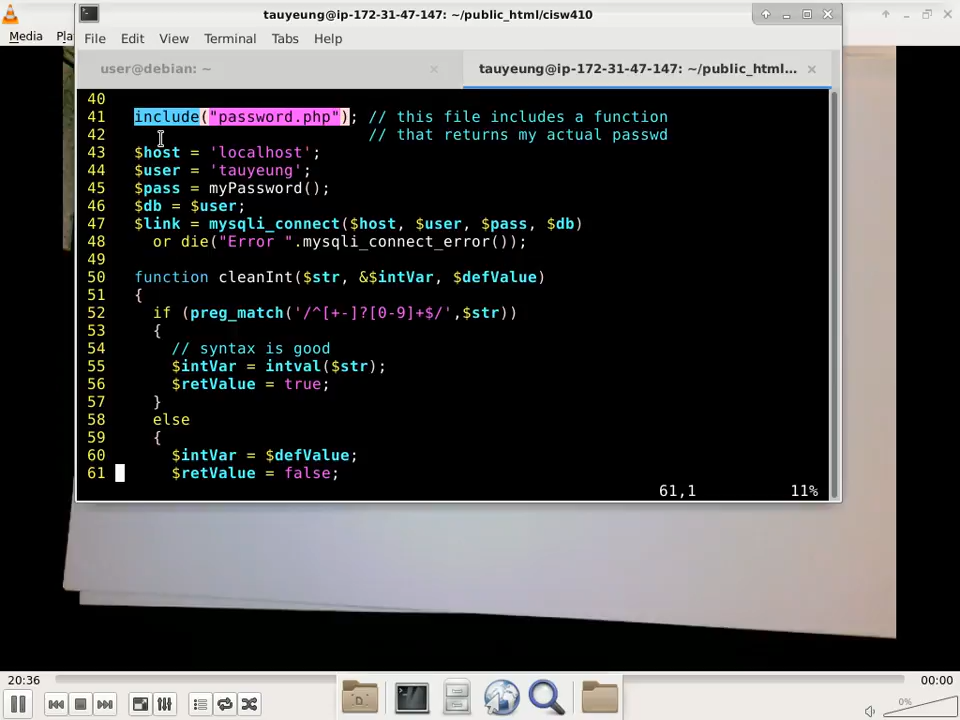 tauyeung@ip-172-31-47-147: ~/public_html/cisw410
Media Pla
File Edit View Terminal Tabs Help
user@debian: ~
tauyeung@ip-172-31-47-147: ~/public_html...
40
41 include("password.php"); // this file includes a function
42 // that returns my actual passwd
43 $host = 'localhost';
44 $user = 'tauyeung';
45 $pass = myPassword();
46 $db = $user;
47 $link = mysqli_connect($host, $user, $pass, $db)
48 or die("Error ".mysqli_connect_error());
49
50 function cleanInt($str, &$intVar, $defValue)
51 {
52 if (preg_match('/^[+-]?[0-9]+$/',$str))
53 {
54 // syntax is good
55 $intVar = intval($str);
56 $retValue = true;
57 }
58 else
59 {
60 $intVar = $defValue;
61 $retValue = false;
61,1 11%
20:36 00:00
0%